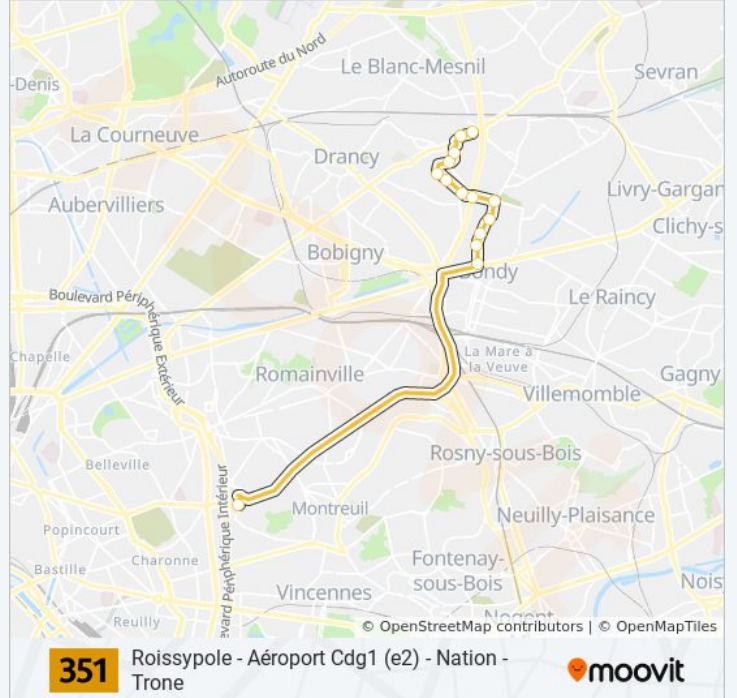 Autoroute du Nord
Le Blanc-Mesnil
Sevran
-Denis
La Courneuve
Drancy
Livry-Gargan
Aubervilliers
Clichy-s
Bobigny
Bondy
Boulevard Périphérique Extérieur
Le Raincy
Chapelle
La Mare à
la Veuve
Romainville
Gagny
Villemomble
Belleville
Rosny-sous-Bois
Montreuil
Neuilly-Plaisance
Popincourt
Charonne
Bastille
evard Périphérique Intérieur
Fontenay-
sous-Bois
Nois
Vincennes
Reuilly
Nogent
© OpenStreetMap contributors | © OpenMapTiles
351
Roissypole - Aéroport Cdg1 (e2) - Nation -
Trone
moovit